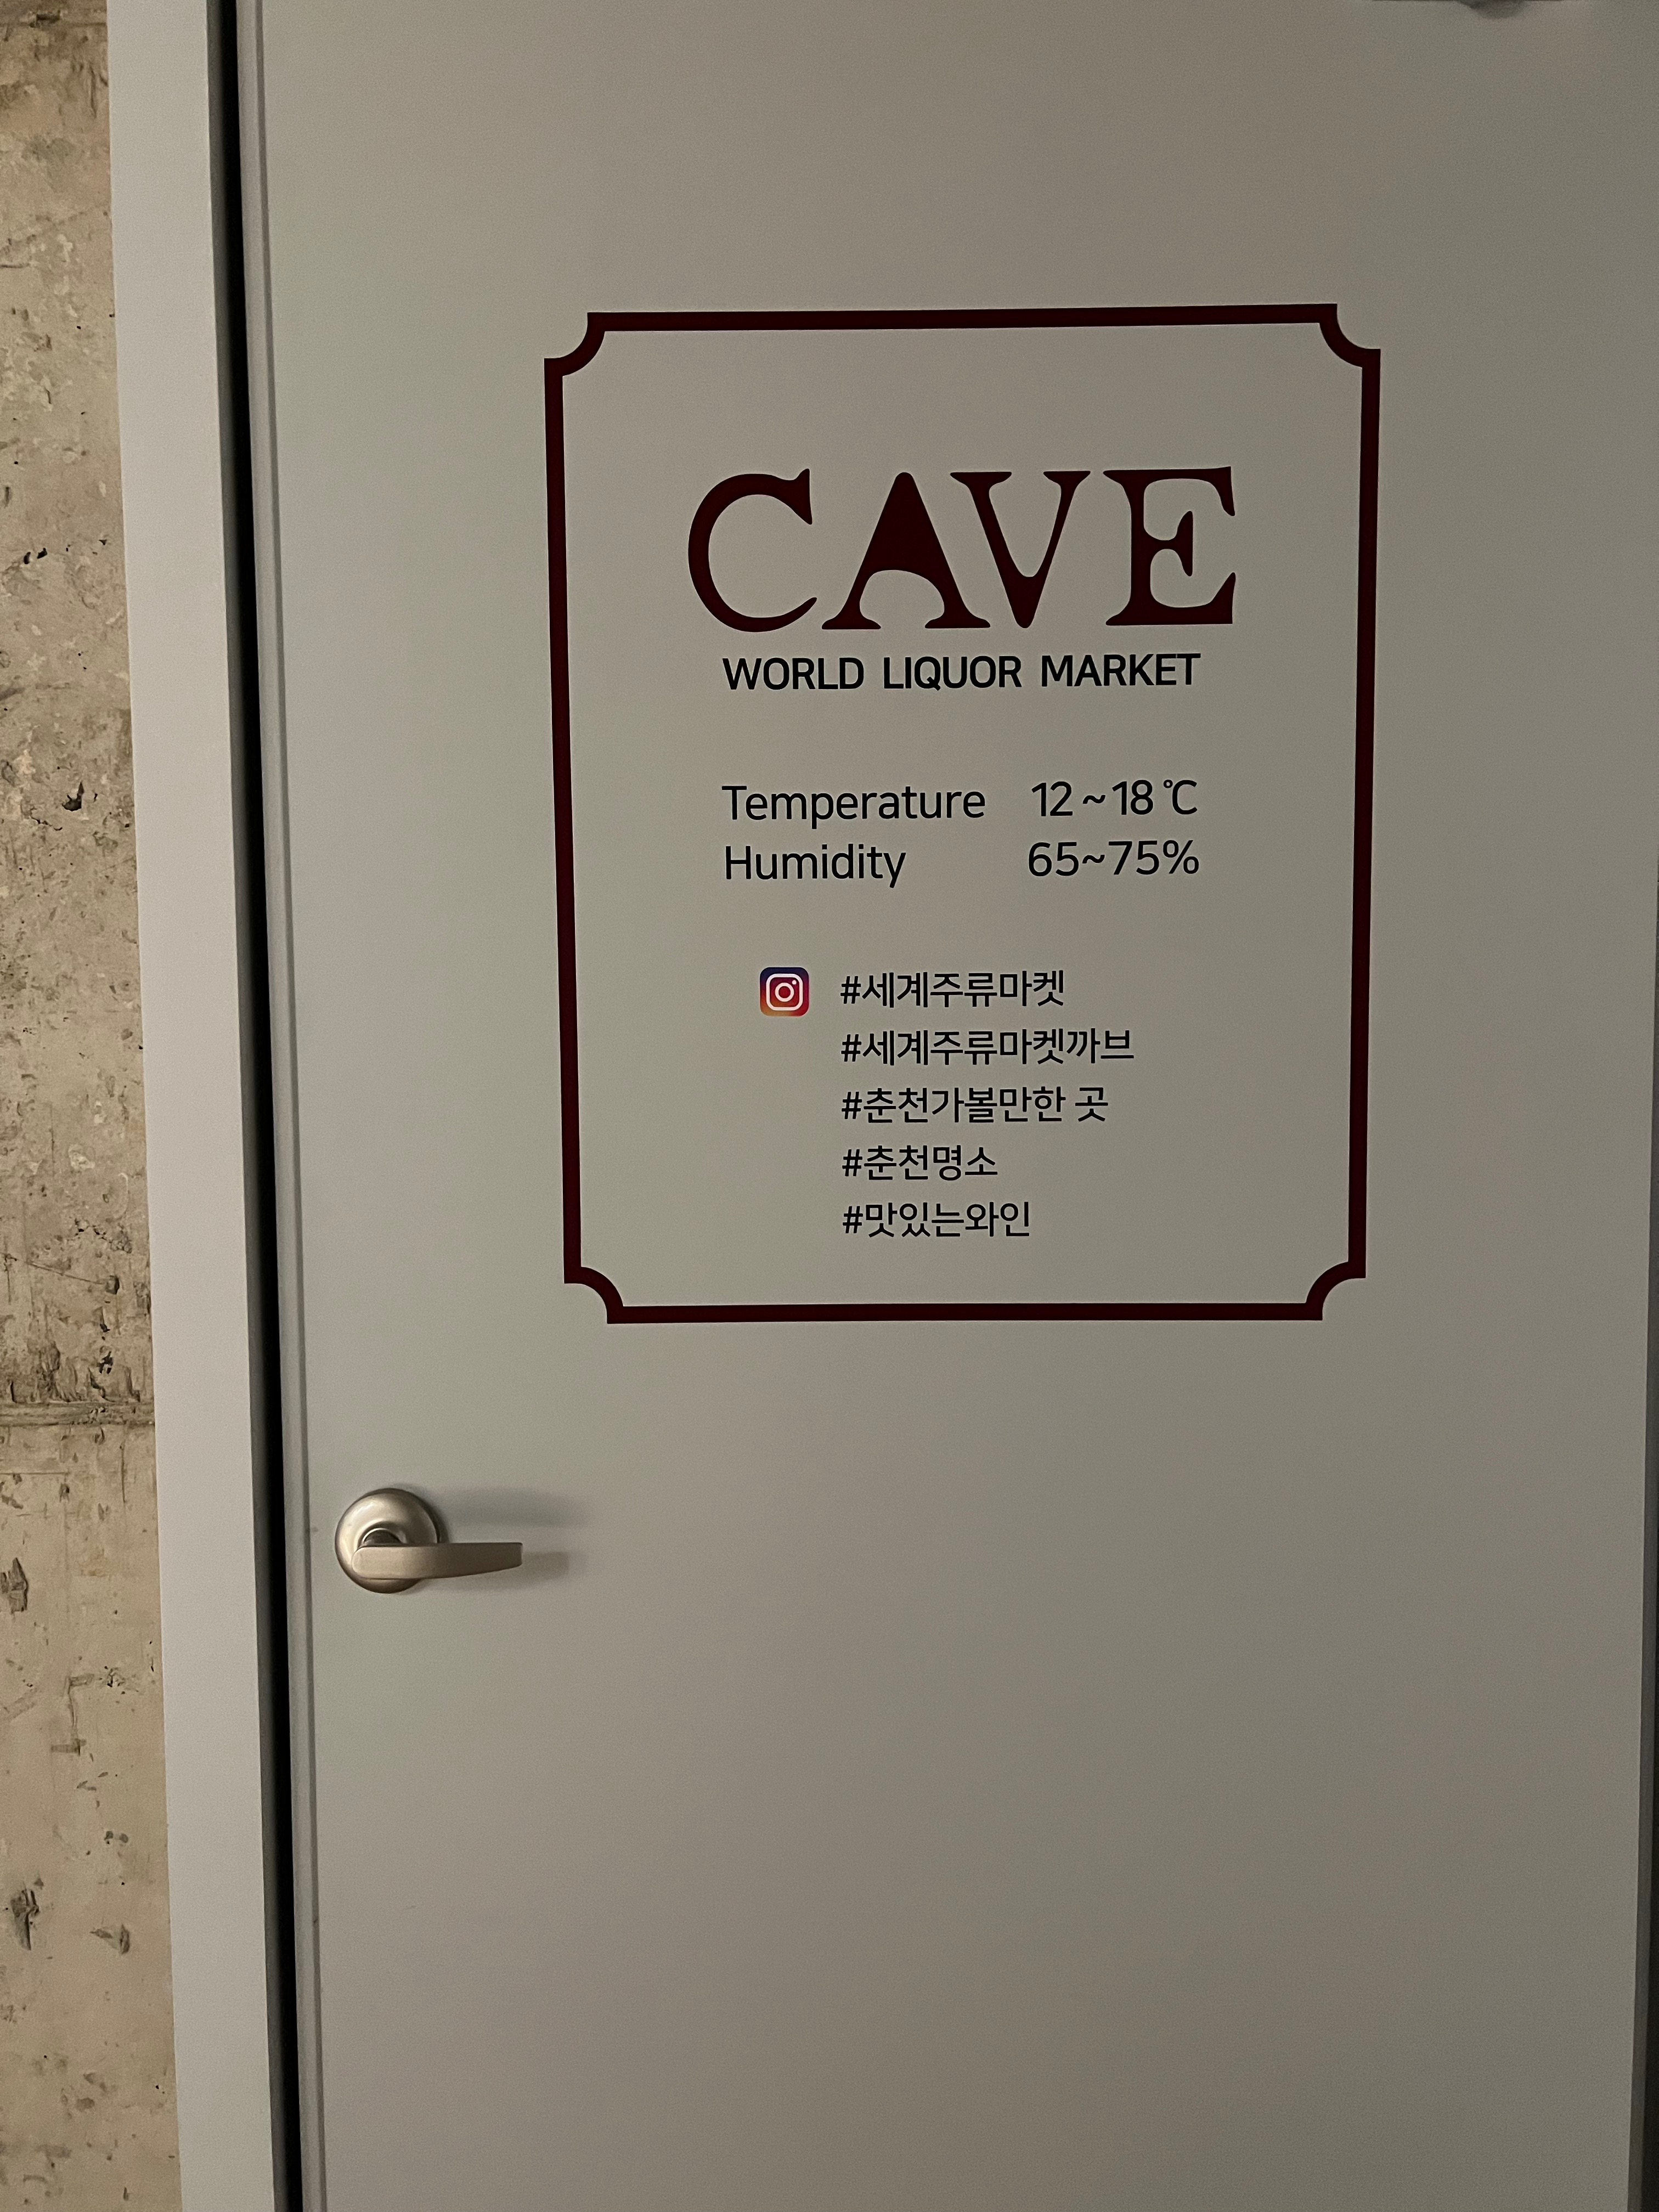 CAVE
WORLD LIQUOR MARKET
Temperature 12~18℃
Humidity 65~75%
#세계주류마켓
#세계주류마켓까브
#춘천가볼만한 곳
#춘천명소
#맛있는와인